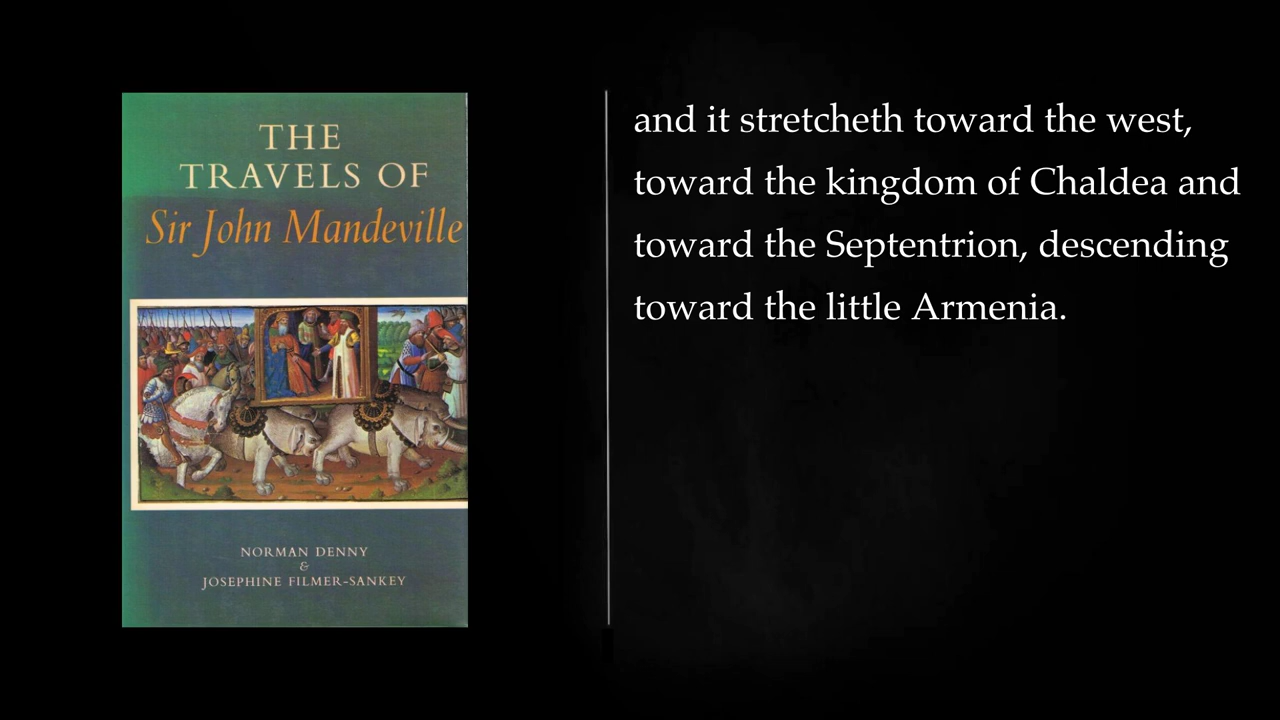 THE
TRAVELS OF
Sir John Mandeville
NORMAN DENNY
&
JOSEPHINE FILMER-SANKEY
and it stretcheth toward the west,
toward the kingdom of Chaldea and
toward the Septentrion, descending
toward the little Armenia.